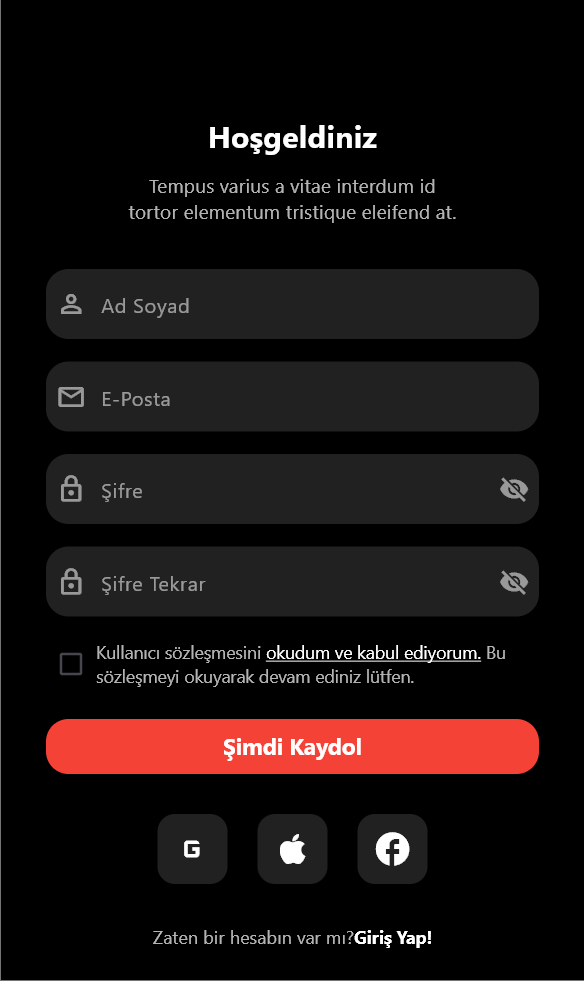 Hoşgeldiniz
Tempus varius a vitae interdum id
tortor elementum tristique eleifend at.
Ad Soyad
E-Posta
Şifre
Şifre Tekrar
Kullanıcı sözleşmesini okudum ve kabul ediyorum. Bu
sözleşmeyi okuyarak devam ediniz lütfen.
Şimdi Kaydol
G
Zaten bir hesabın var mı?Giriş Yap!